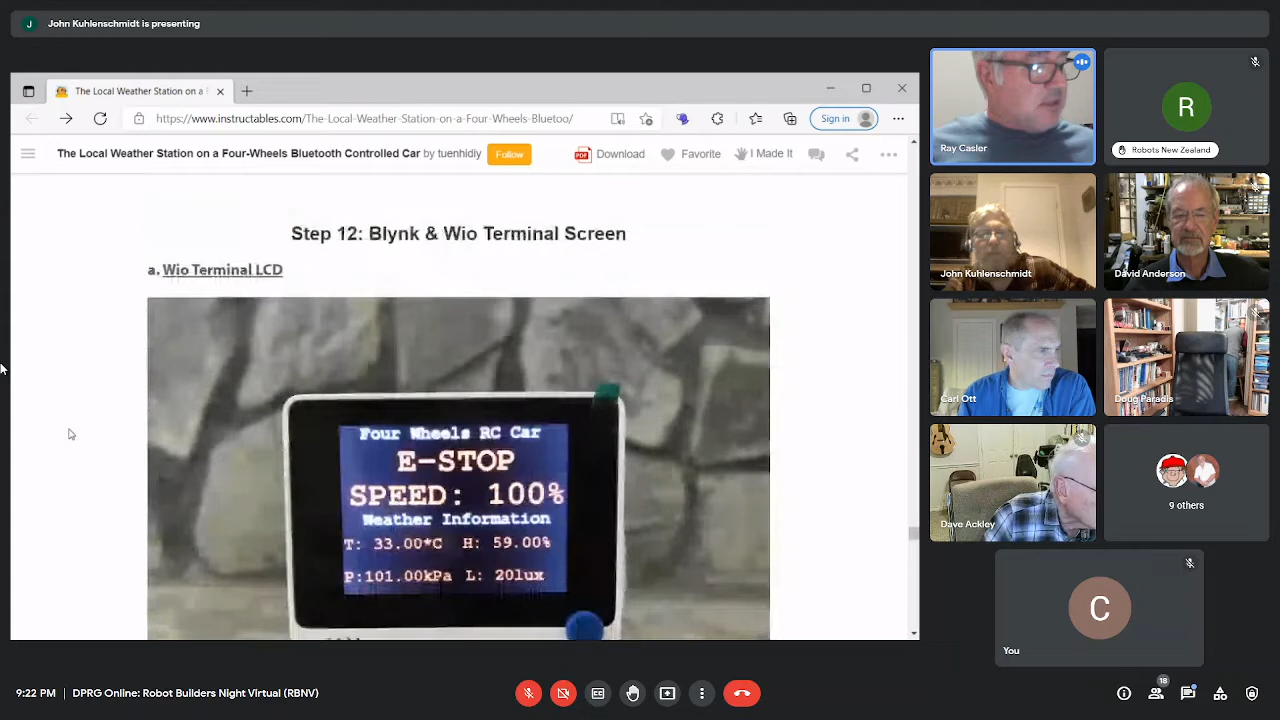 J John Kuhlenschmidt is presenting
The Local Weather Station on a
Sign in
https://www.instructables.com/The-Local-Weather-Station-on-a-Four-Wheels-Bluetoo/
The Local Weather Station on a Four-Wheels Bluetooth Controlled Car by tuenhidiy
Follow
PDF Download
Favorite
I Made It
Step 12: Blynk & Wio Terminal Screen
a. Wio Terminal LCD
Four Wheels RC Car
E-STOP
SPEED: 100%
Weather Information
T: 33.00*C H: 59.00%
P:101.00kPa L: 20lux
Ray Casler
R
Robots New Zealand
John Kuhlenschmidt
David Anderson
Carl Ott
Doug Paradis
Dave Ackley
9 others
C
You
9:22 PM | DPRG Online: Robot Builders Night Virtual (RBNV)
18